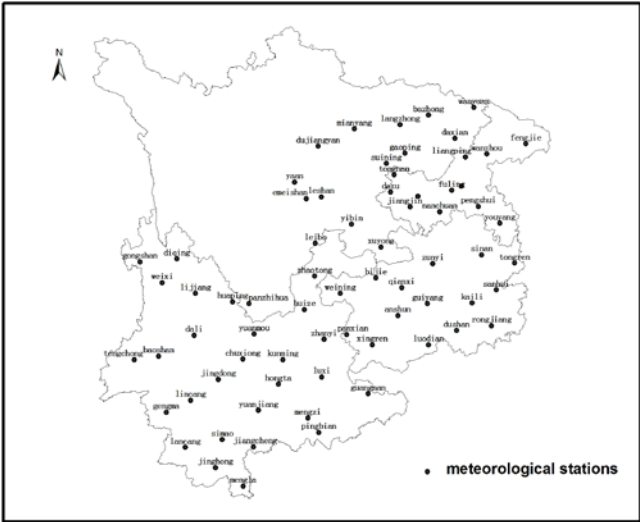 N
wanyuan
bazhong
langzhong
mianyang
daxian
fengjie
dujiangyan
gaoping
liangping
wanzhou
suining
tongnan
yaan
dazu
fuling
emeishan
leshan
jiangjin
pengshui
nanchuan
yibin
youyang
leibo
xuyong
gongshan
deqing
zunyi
sinan
tongren
zhaotong
bijie
weixi
weining
qianxi
sanhui
lijiang
huaping
panzhihua
huize
guiyang
kaili
anshun
rongjiang
dali
yuanmou
zhanyi
panxian
dushan
xingren
luodian
tengchong
baoshan
chuxiong
kunming
jingdong
hongta
luxi
guangnan
lincang
gengma
yuanjiang
mengzi
pingbian
simao
lancang
jiangcheng
jinghong
mengla
meteorological stations